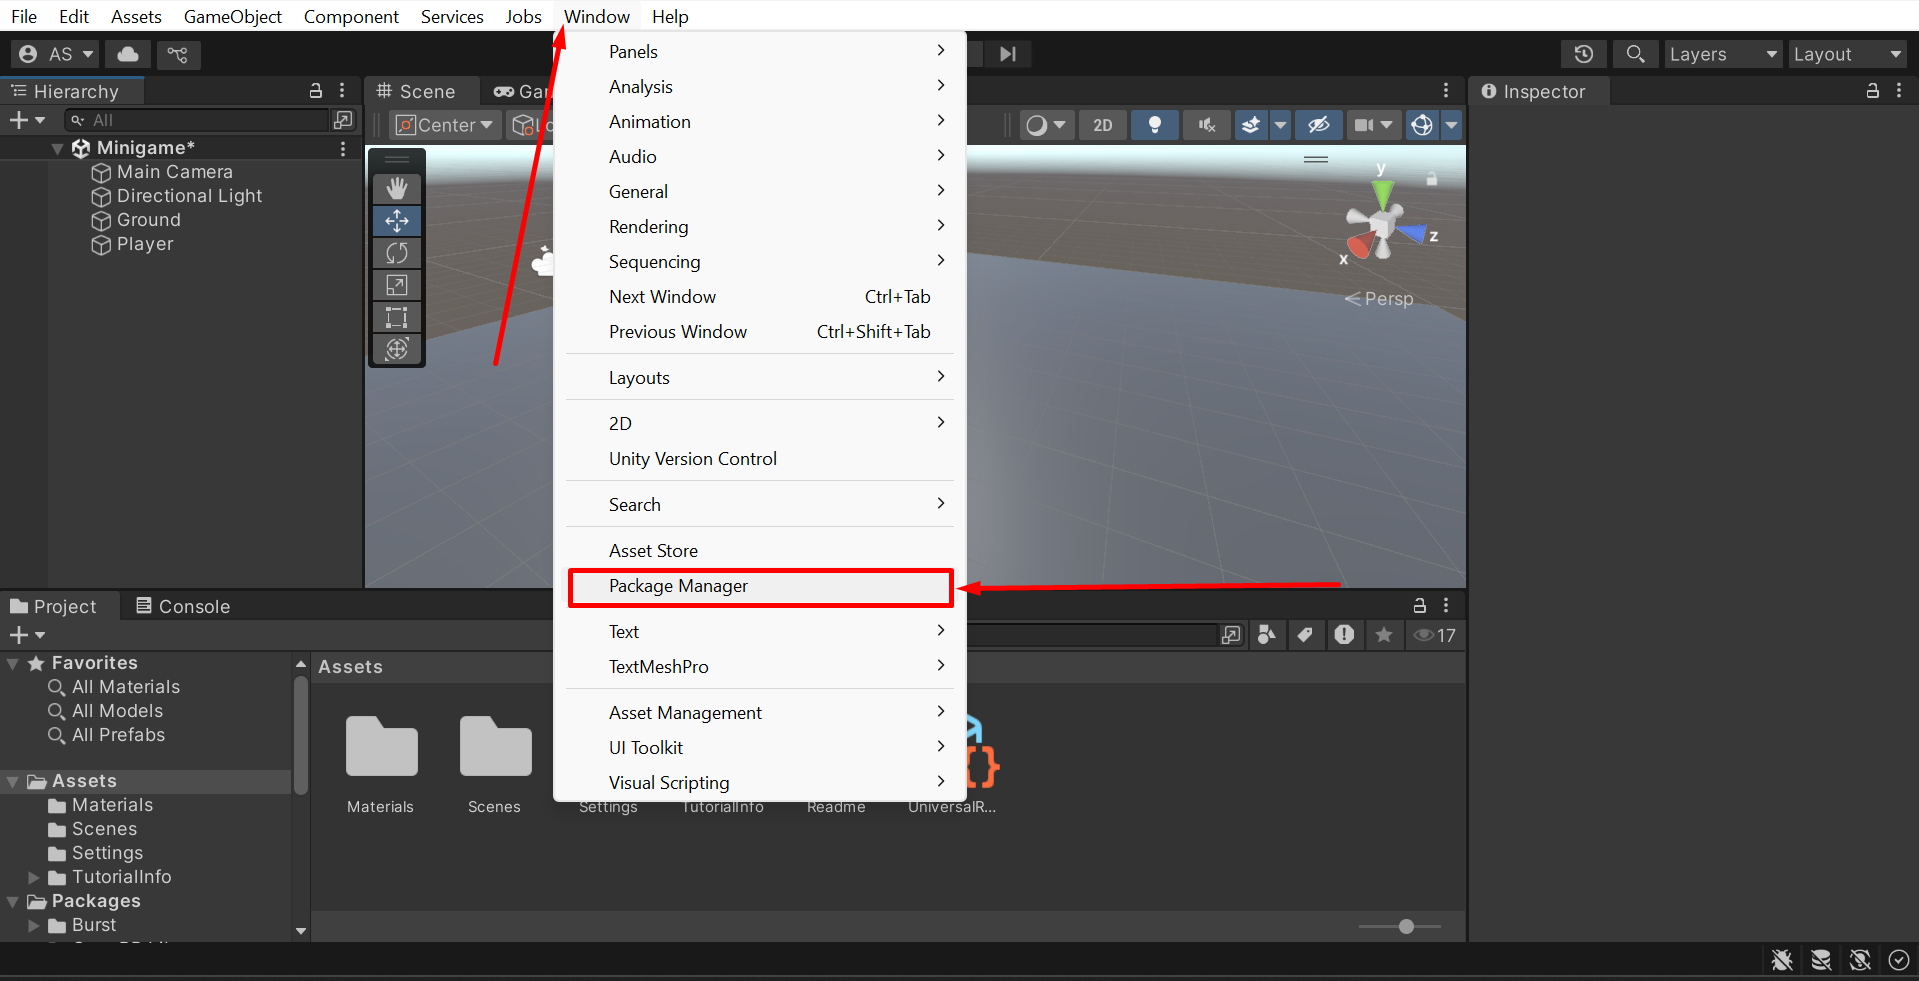 File Edit Assets GameObject Component Services Jobs Window Help
AS
Layers
Layout
Hierarchy
All
Minigame*
Main Camera
Directional Light
Ground
Player
Scene
Center
2D
y
z
x
Persp
Inspector
Panels
Analysis
Animation
Audio
General
Rendering
Sequencing
Next Window Ctrl+Tab
Previous Window Ctrl+Shift+Tab
Layouts
2D
Unity Version Control
Search
Asset Store
Package Manager
Text
TextMeshPro
Asset Management
UI Toolkit
Visual Scripting
Project
Console
17
Favorites
All Materials
All Models
All Prefabs
Assets
Materials
Scenes
Settings
TutorialInfo
Packages
Burst
Assets
Materials
Scenes
Settings
TutorialInfo
Readme
UniversalR...